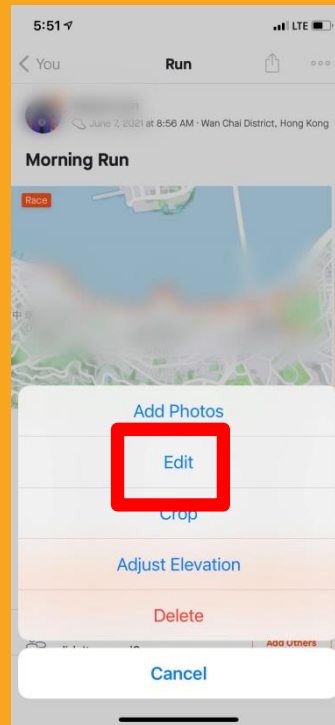 5:51
LTE
You
Run
June 7, 2021 at 8:56 AM · Wan Chai District, Hong Kong
Morning Run
Race
Add Photos
Edit
Crop
Adjust Elevation
Delete
Add Others
Cancel